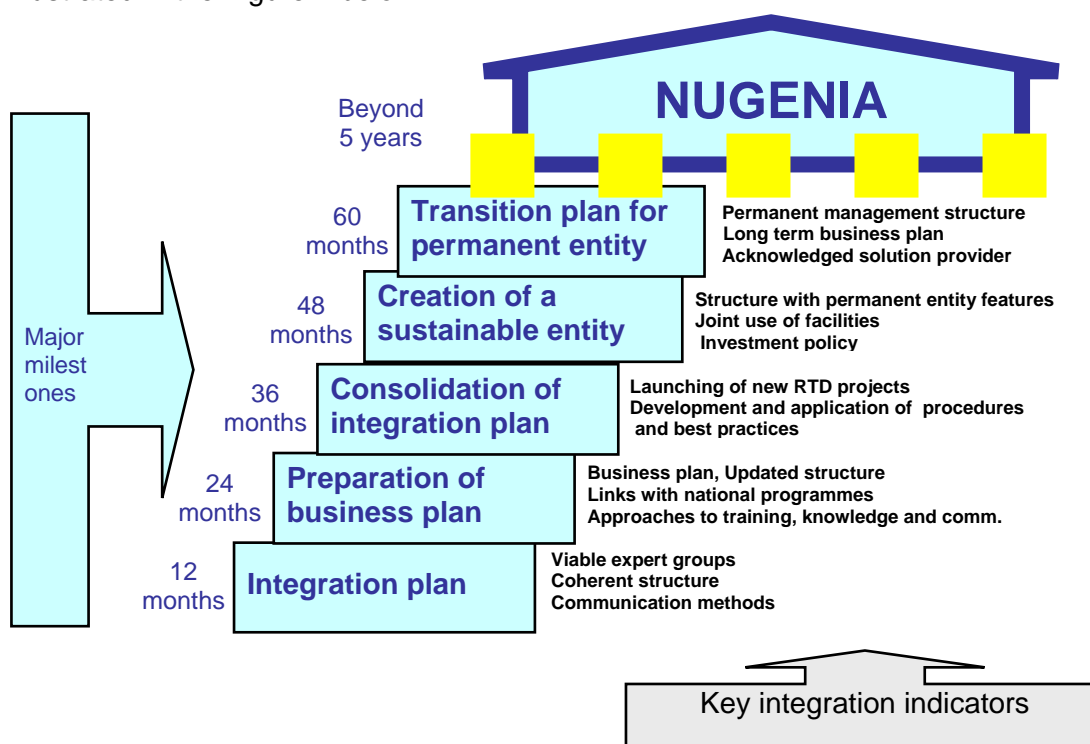 NUGENIA
Beyond
5 years
60
months
Transition plan for
permanent entity
Permanent management structure
Long term business plan
Acknowledged solution provider
48
months
Creation of a
sustainable entity
Structure with permanent entity features
Joint use of facilities
Investment policy
Major
milest
ones
36
months
Consolidation of
integration plan
Launching of new RTD projects
Development and application of procedures
and best practices
24
months
Preparation of
business plan
Business plan, Updated structure
Links with national programmes
Approaches to training, knowledge and comm.
12
months
Integration plan
Viable expert groups
Coherent structure
Communication methods
Key integration indicators